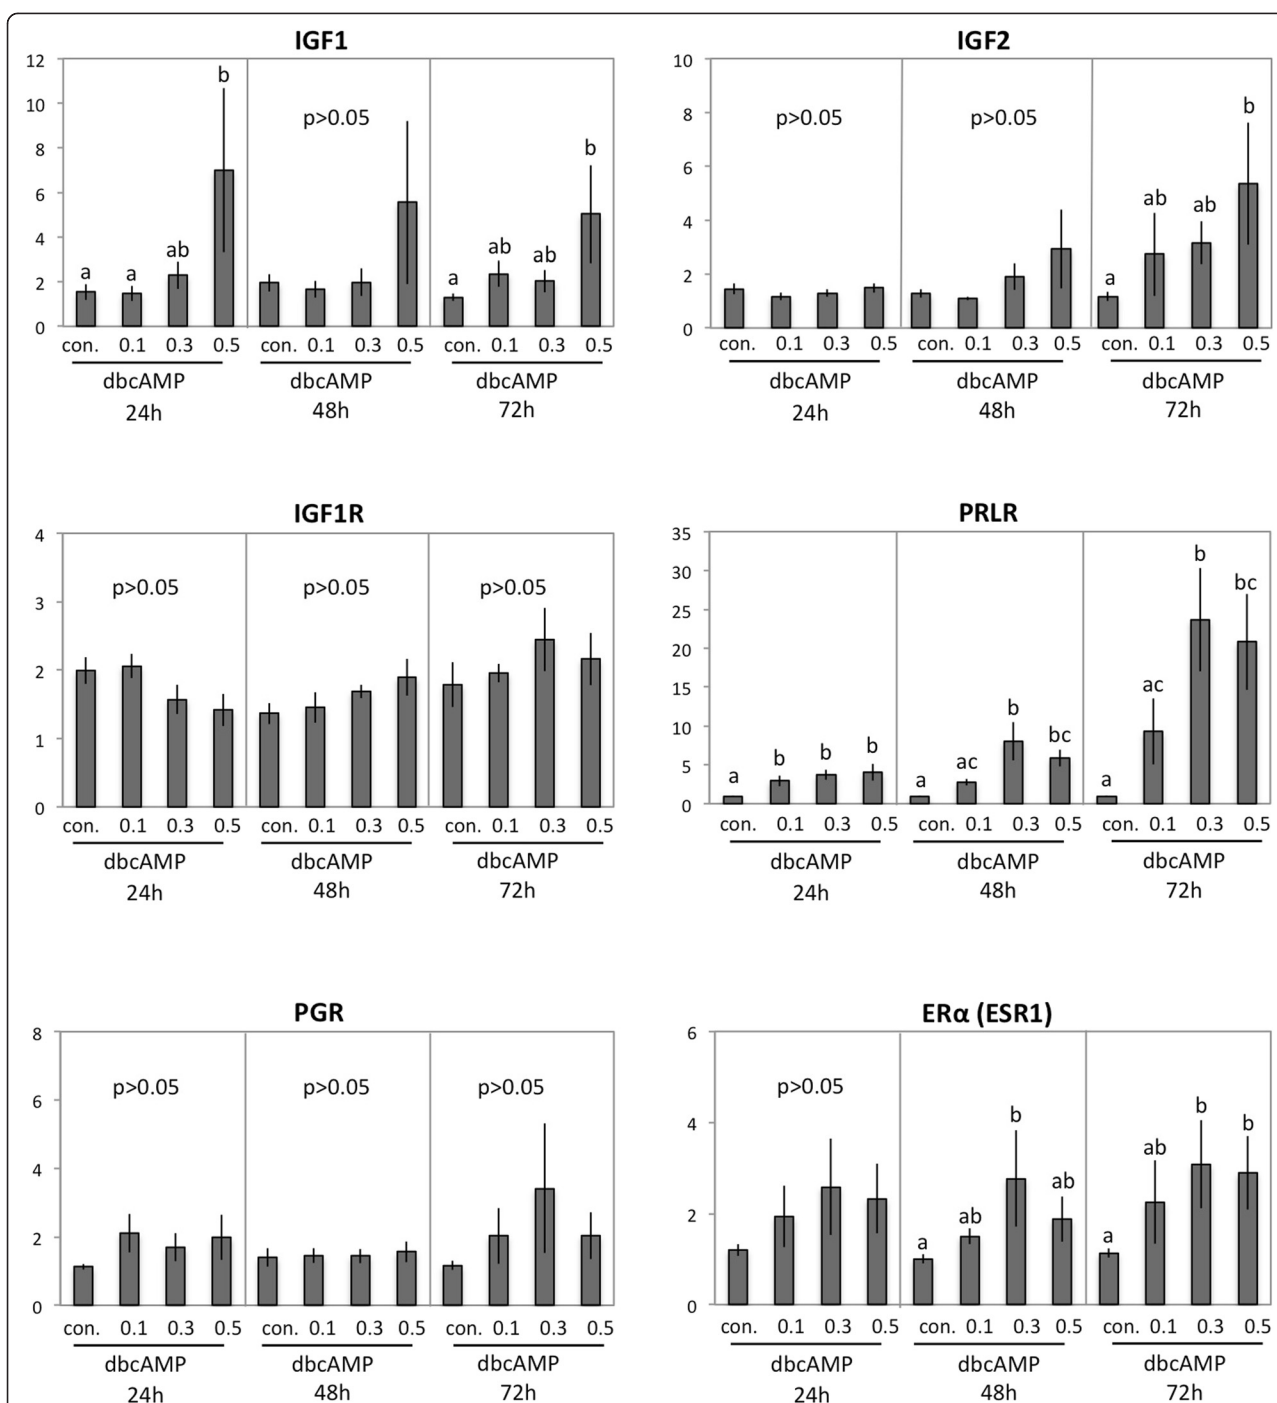 IGF1
12
10
8
6
4
2
0
a a ab b
p>0.05
a ab ab b
con. 0.1 0.3 0.5 con. 0.1 0.3 0.5 con. 0.1 0.3 0.5
dbcAMP dbcAMP dbcAMP
24h 48h 72h
IGF2
10
8
6
4
2
0
p>0.05 p>0.05
a ab ab b
con. 0.1 0.3 0.5 con. 0.1 0.3 0.5 con. 0.1 0.3 0.5
dbcAMP dbcAMP dbcAMP
24h 48h 72h
IGF1R
4
3
2
1
0
p>0.05 p>0.05 p>0.05
con. 0.1 0.3 0.5 con. 0.1 0.3 0.5 con. 0.1 0.3 0.5
dbcAMP dbcAMP dbcAMP
24h 48h 72h
PRLR
35
30
25
20
15
10
5
0
a b b b
a ac b bc
a ac b bc
con. 0.1 0.3 0.5 con. 0.1 0.3 0.5 con. 0.1 0.3 0.5
dbcAMP dbcAMP dbcAMP
24h 48h 72h
PGR
8
6
4
2
0
p>0.05 p>0.05 p>0.05
con. 0.1 0.3 0.5 con. 0.1 0.3 0.5 con. 0.1 0.3 0.5
dbcAMP dbcAMP dbcAMP
24h 48h 72h
ERα (ESR1)
6
4
2
0
p>0.05
a ab b ab
a ab b b
con. 0.1 0.3 0.5 con. 0.1 0.3 0.5 con. 0.1 0.3 0.5
dbcAMP dbcAMP dbcAMP
24h 48h 72h